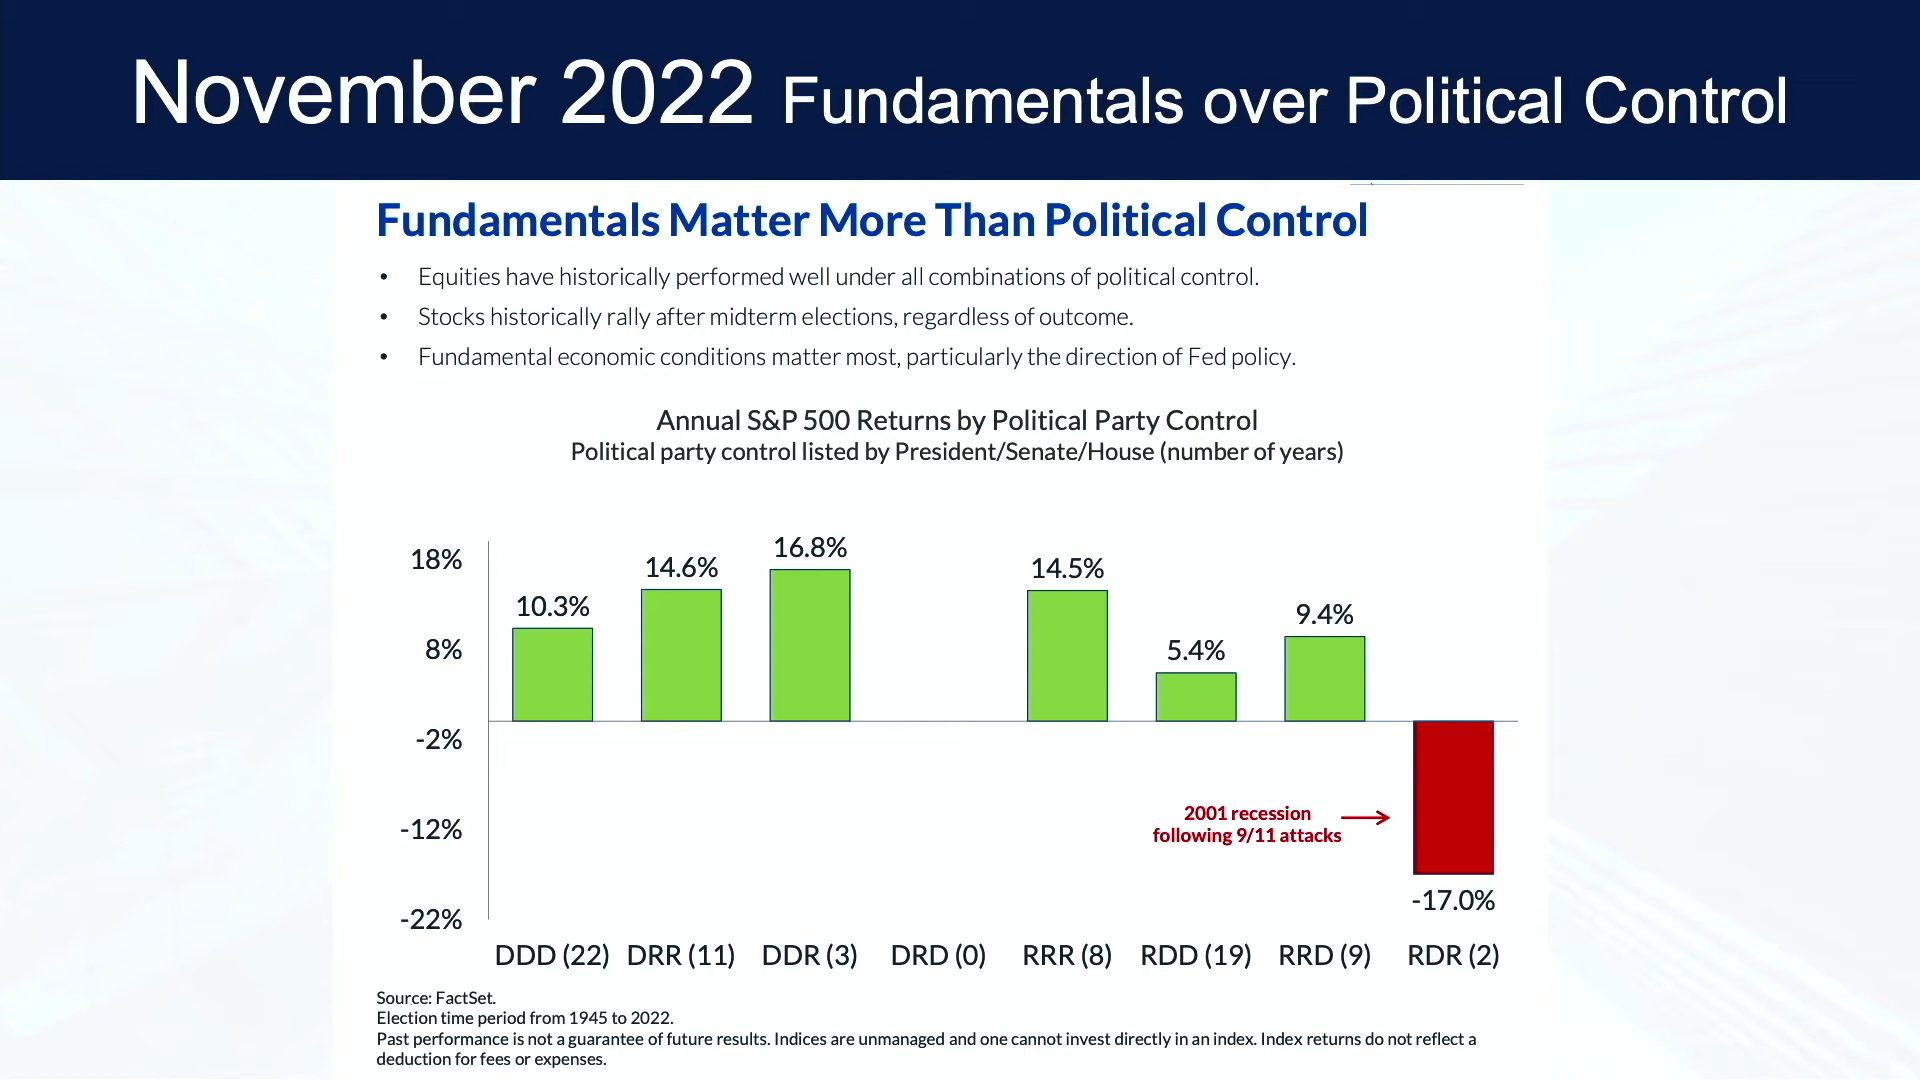 November 2022 Fundamentals over Political Control
Fundamentals Matter More Than Political Control
• Equities have historically performed well under all combinations of political control.
• Stocks historically rally after midterm elections, regardless of outcome.
• Fundamental economic conditions matter most, particularly the direction of Fed policy.
Annual S&P 500 Returns by Political Party Control
Political party control listed by President/Senate/House (number of years)
18%
8%
-2%
-12%
-22%
10.3%
14.6%
16.8%
14.5%
5.4%
9.4%
-17.0%
2001 recession
following 9/11 attacks
DDD (22) DRR (11) DDR (3) DRD (0) RRR (8) RDD (19) RRD (9) RDR (2)
Source: FactSet.
Election time period from 1945 to 2022.
Past performance is not a guarantee of future results. Indices are unmanaged and one cannot invest directly in an index. Index returns do not reflect a
deduction for fees or expenses.